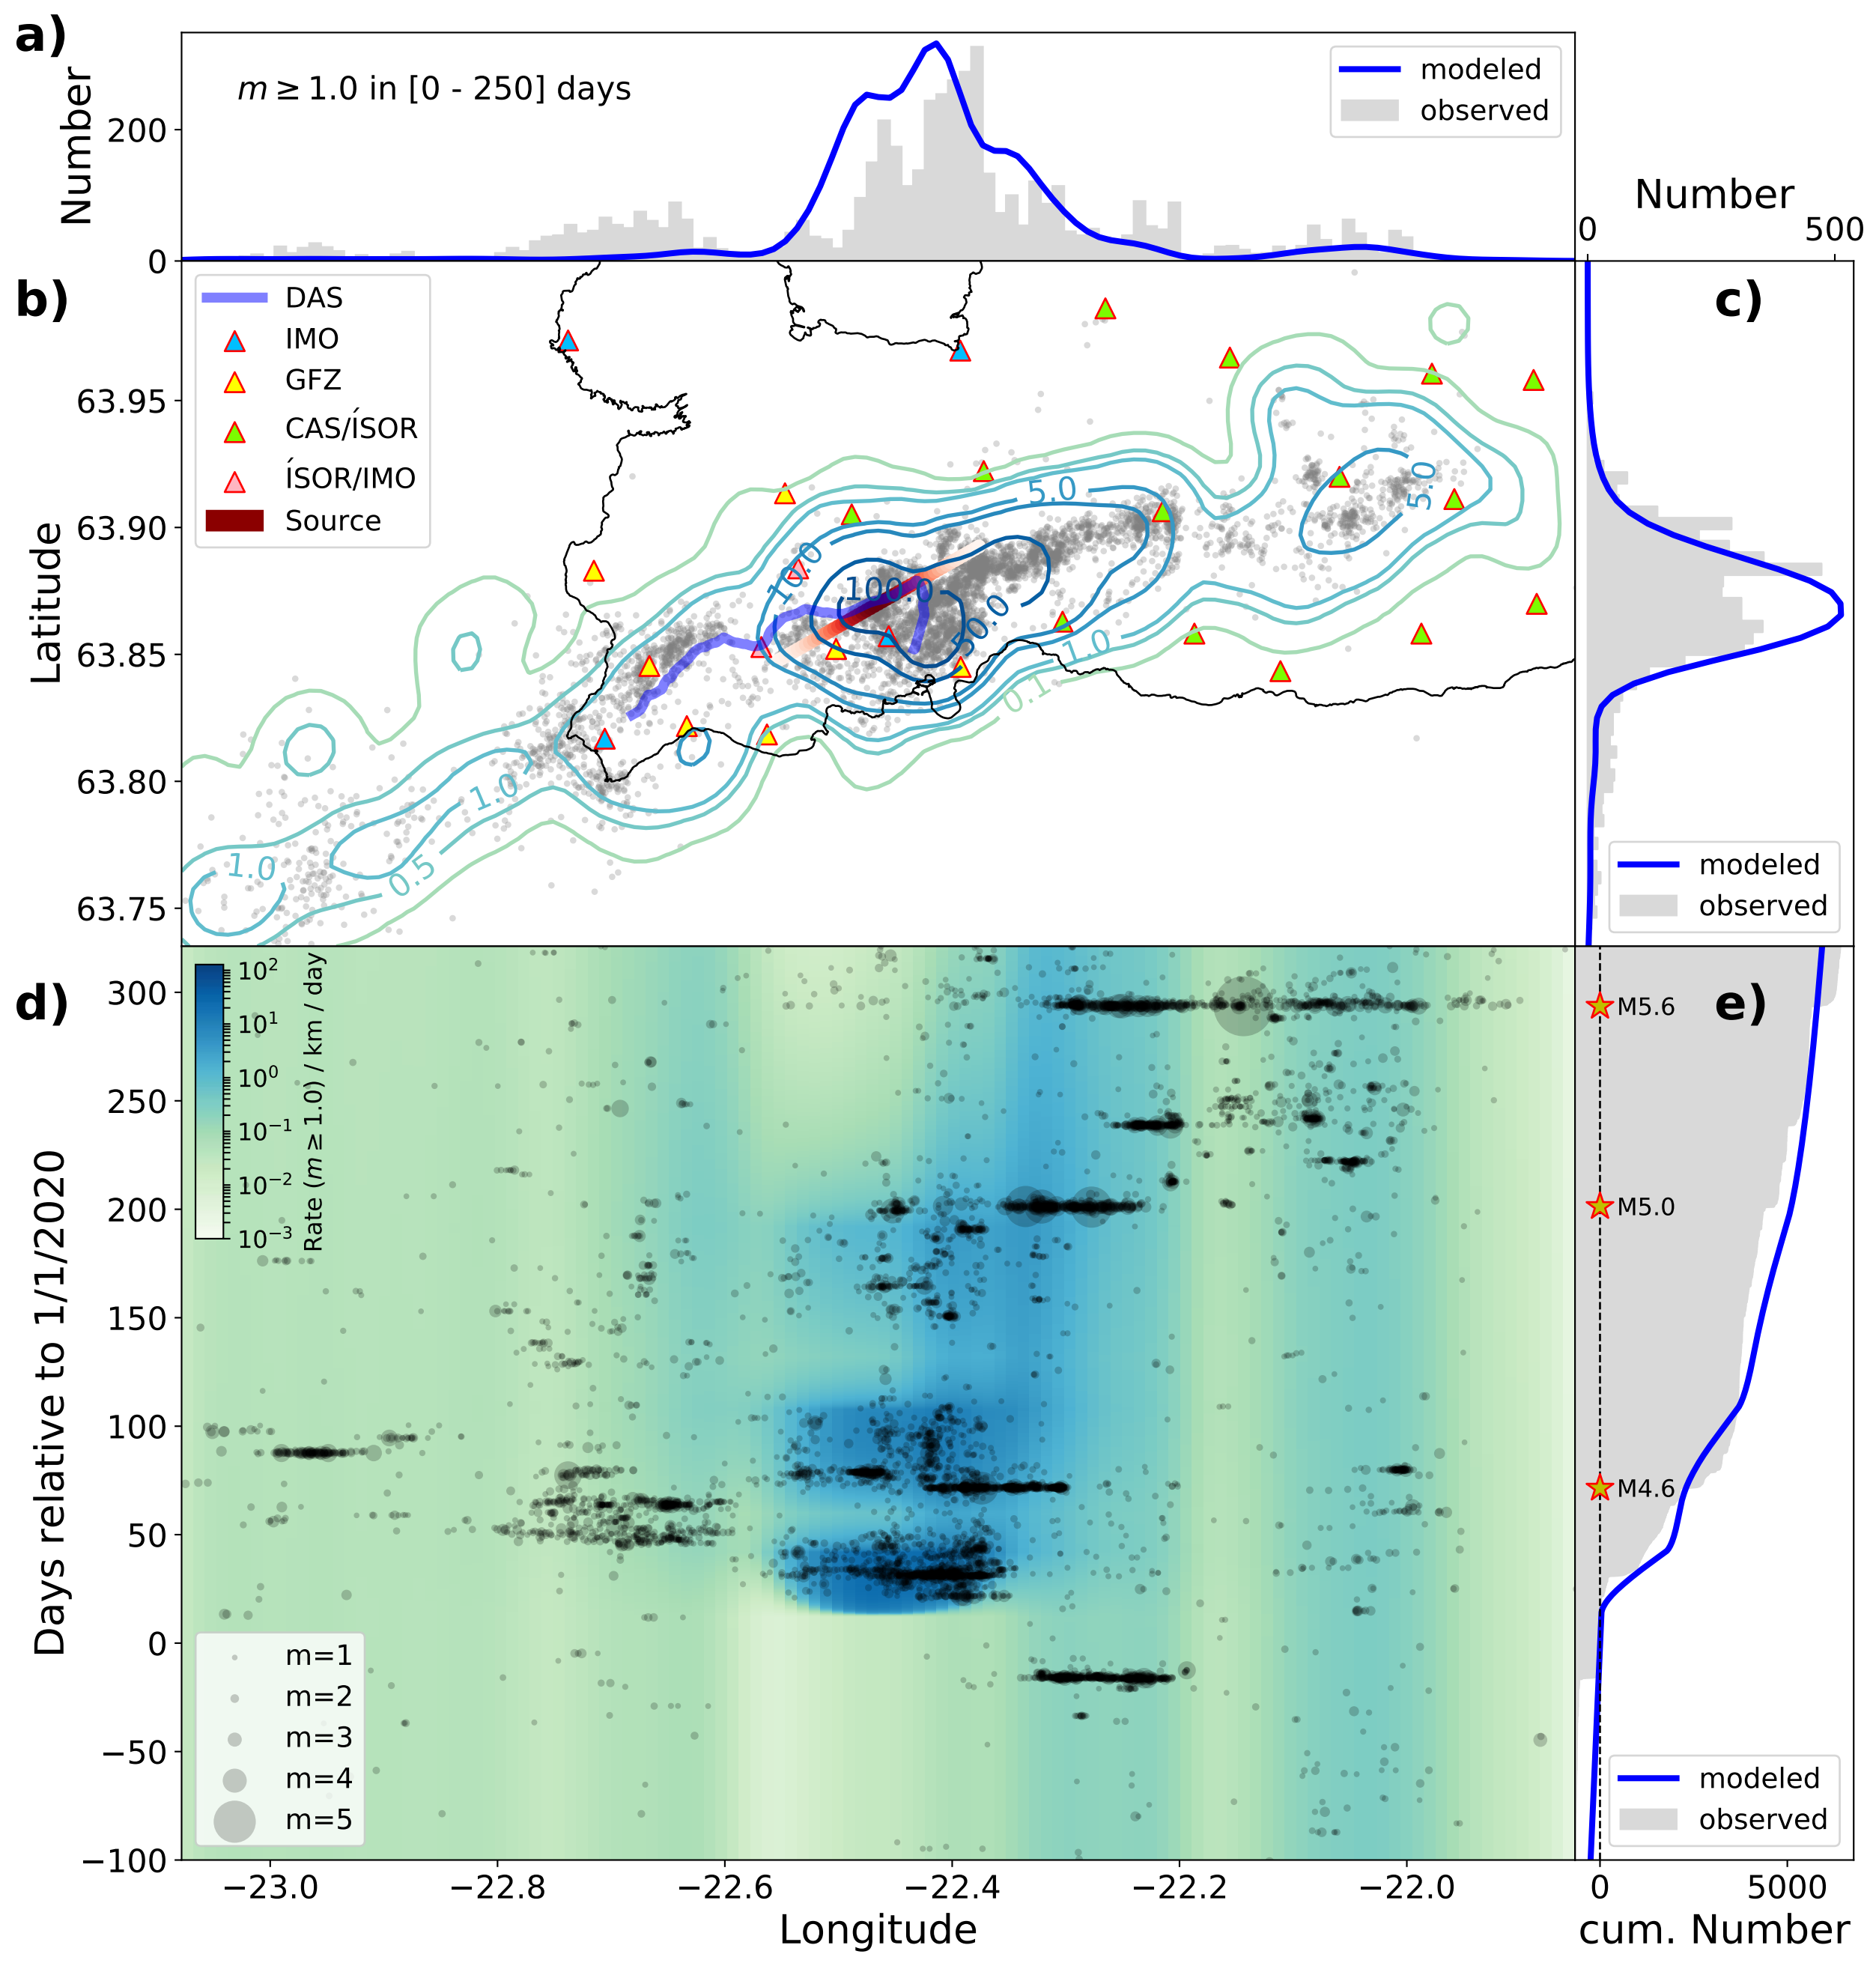 a)
Number
200
0
m ≥ 1.0 in [0 - 250] days
modeled
observed
Number
0
500
b)
Latitude
63.95
63.90
63.85
63.80
63.75
DAS
IMO
GFZ
CAS/ÍSOR
ÍSOR/IMO
Source
5.0
5.0
10.0
100.0
50.0
1.0
0.1
1.0
1.0
0.5
c)
modeled
observed
d)
Days relative to 1/1/2020
300
250
200
150
100
50
0
−50
−100
10²
10¹
10⁰
10⁻¹
10⁻²
10⁻³
Rate (m ≥ 1.0) / km / day
m=1
m=2
m=3
m=4
m=5
−23.0
−22.8
−22.6
−22.4
−22.2
−22.0
Longitude
e)
M5.6
M5.0
M4.6
modeled
observed
0
5000
cum. Number